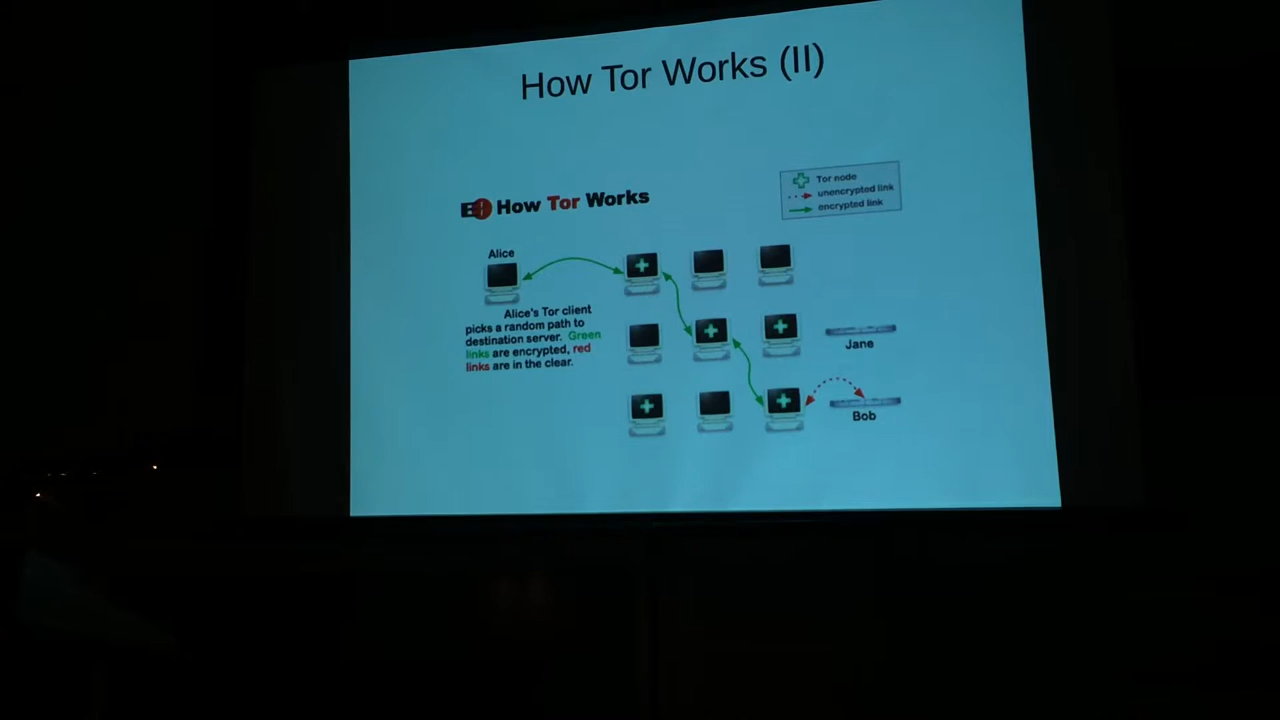 How Tor Works (II)
How Tor Works
Tor node
unencrypted link
encrypted link
Alice
Alice's Tor client
picks a random path to
destination server. Green
links are encrypted, red
links are in the clear.
Jane
Bob